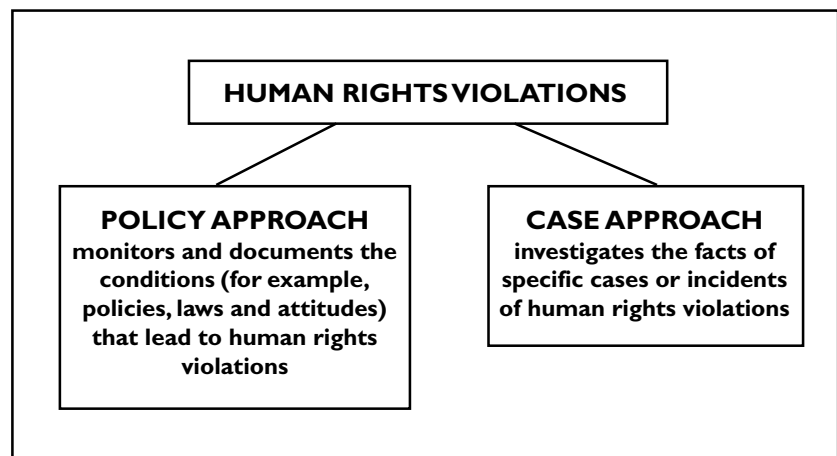 HUMAN RIGHTS VIOLATIONS
POLICY APPROACH
monitors and documents the
conditions (for example,
policies, laws and attitudes)
that lead to human rights
violations
CASE APPROACH
investigates the facts of
specific cases or incidents
of human rights violations